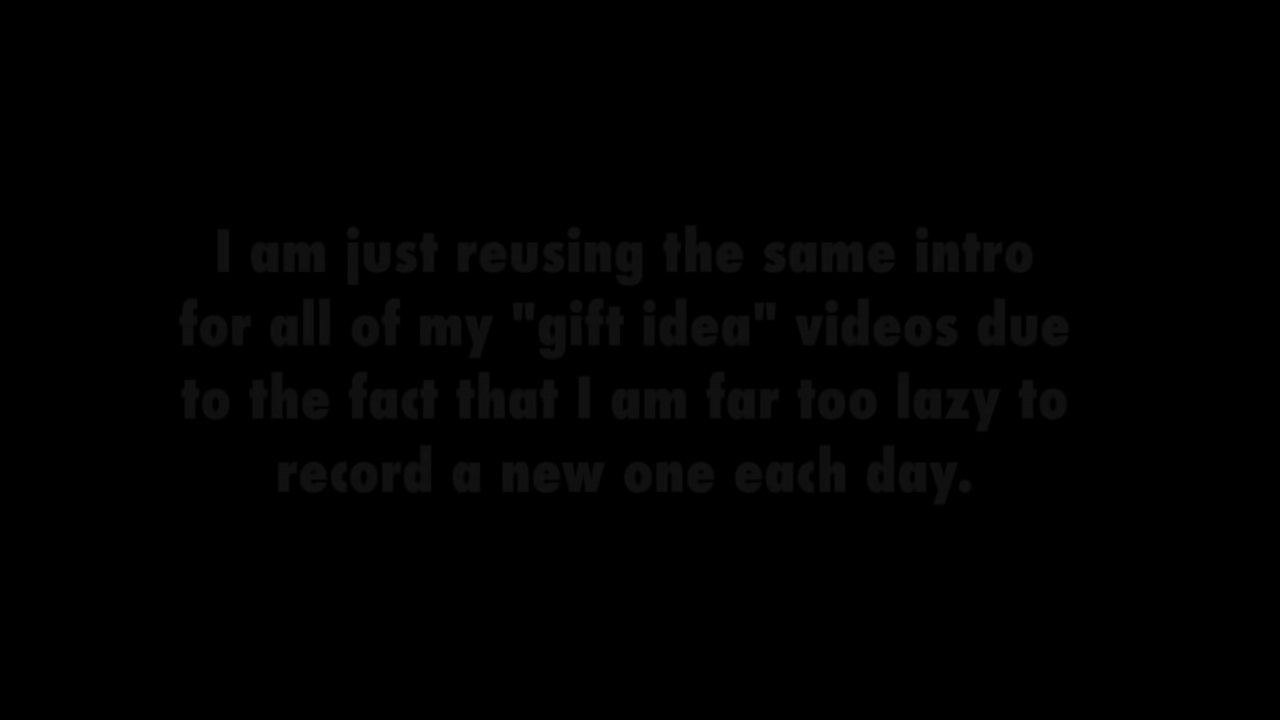 I am just reusing the same intro
for all of my "gift idea" videos due
to the fact that I am far too lazy to
record a new one each day.